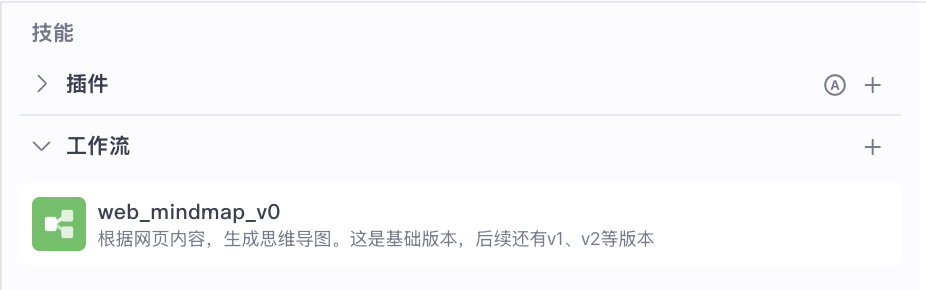 技能
插件
A
工作流
web_mindmap_v0
根据网页内容，生成思维导图。这是基础版本，后续还有v1、v2等版本